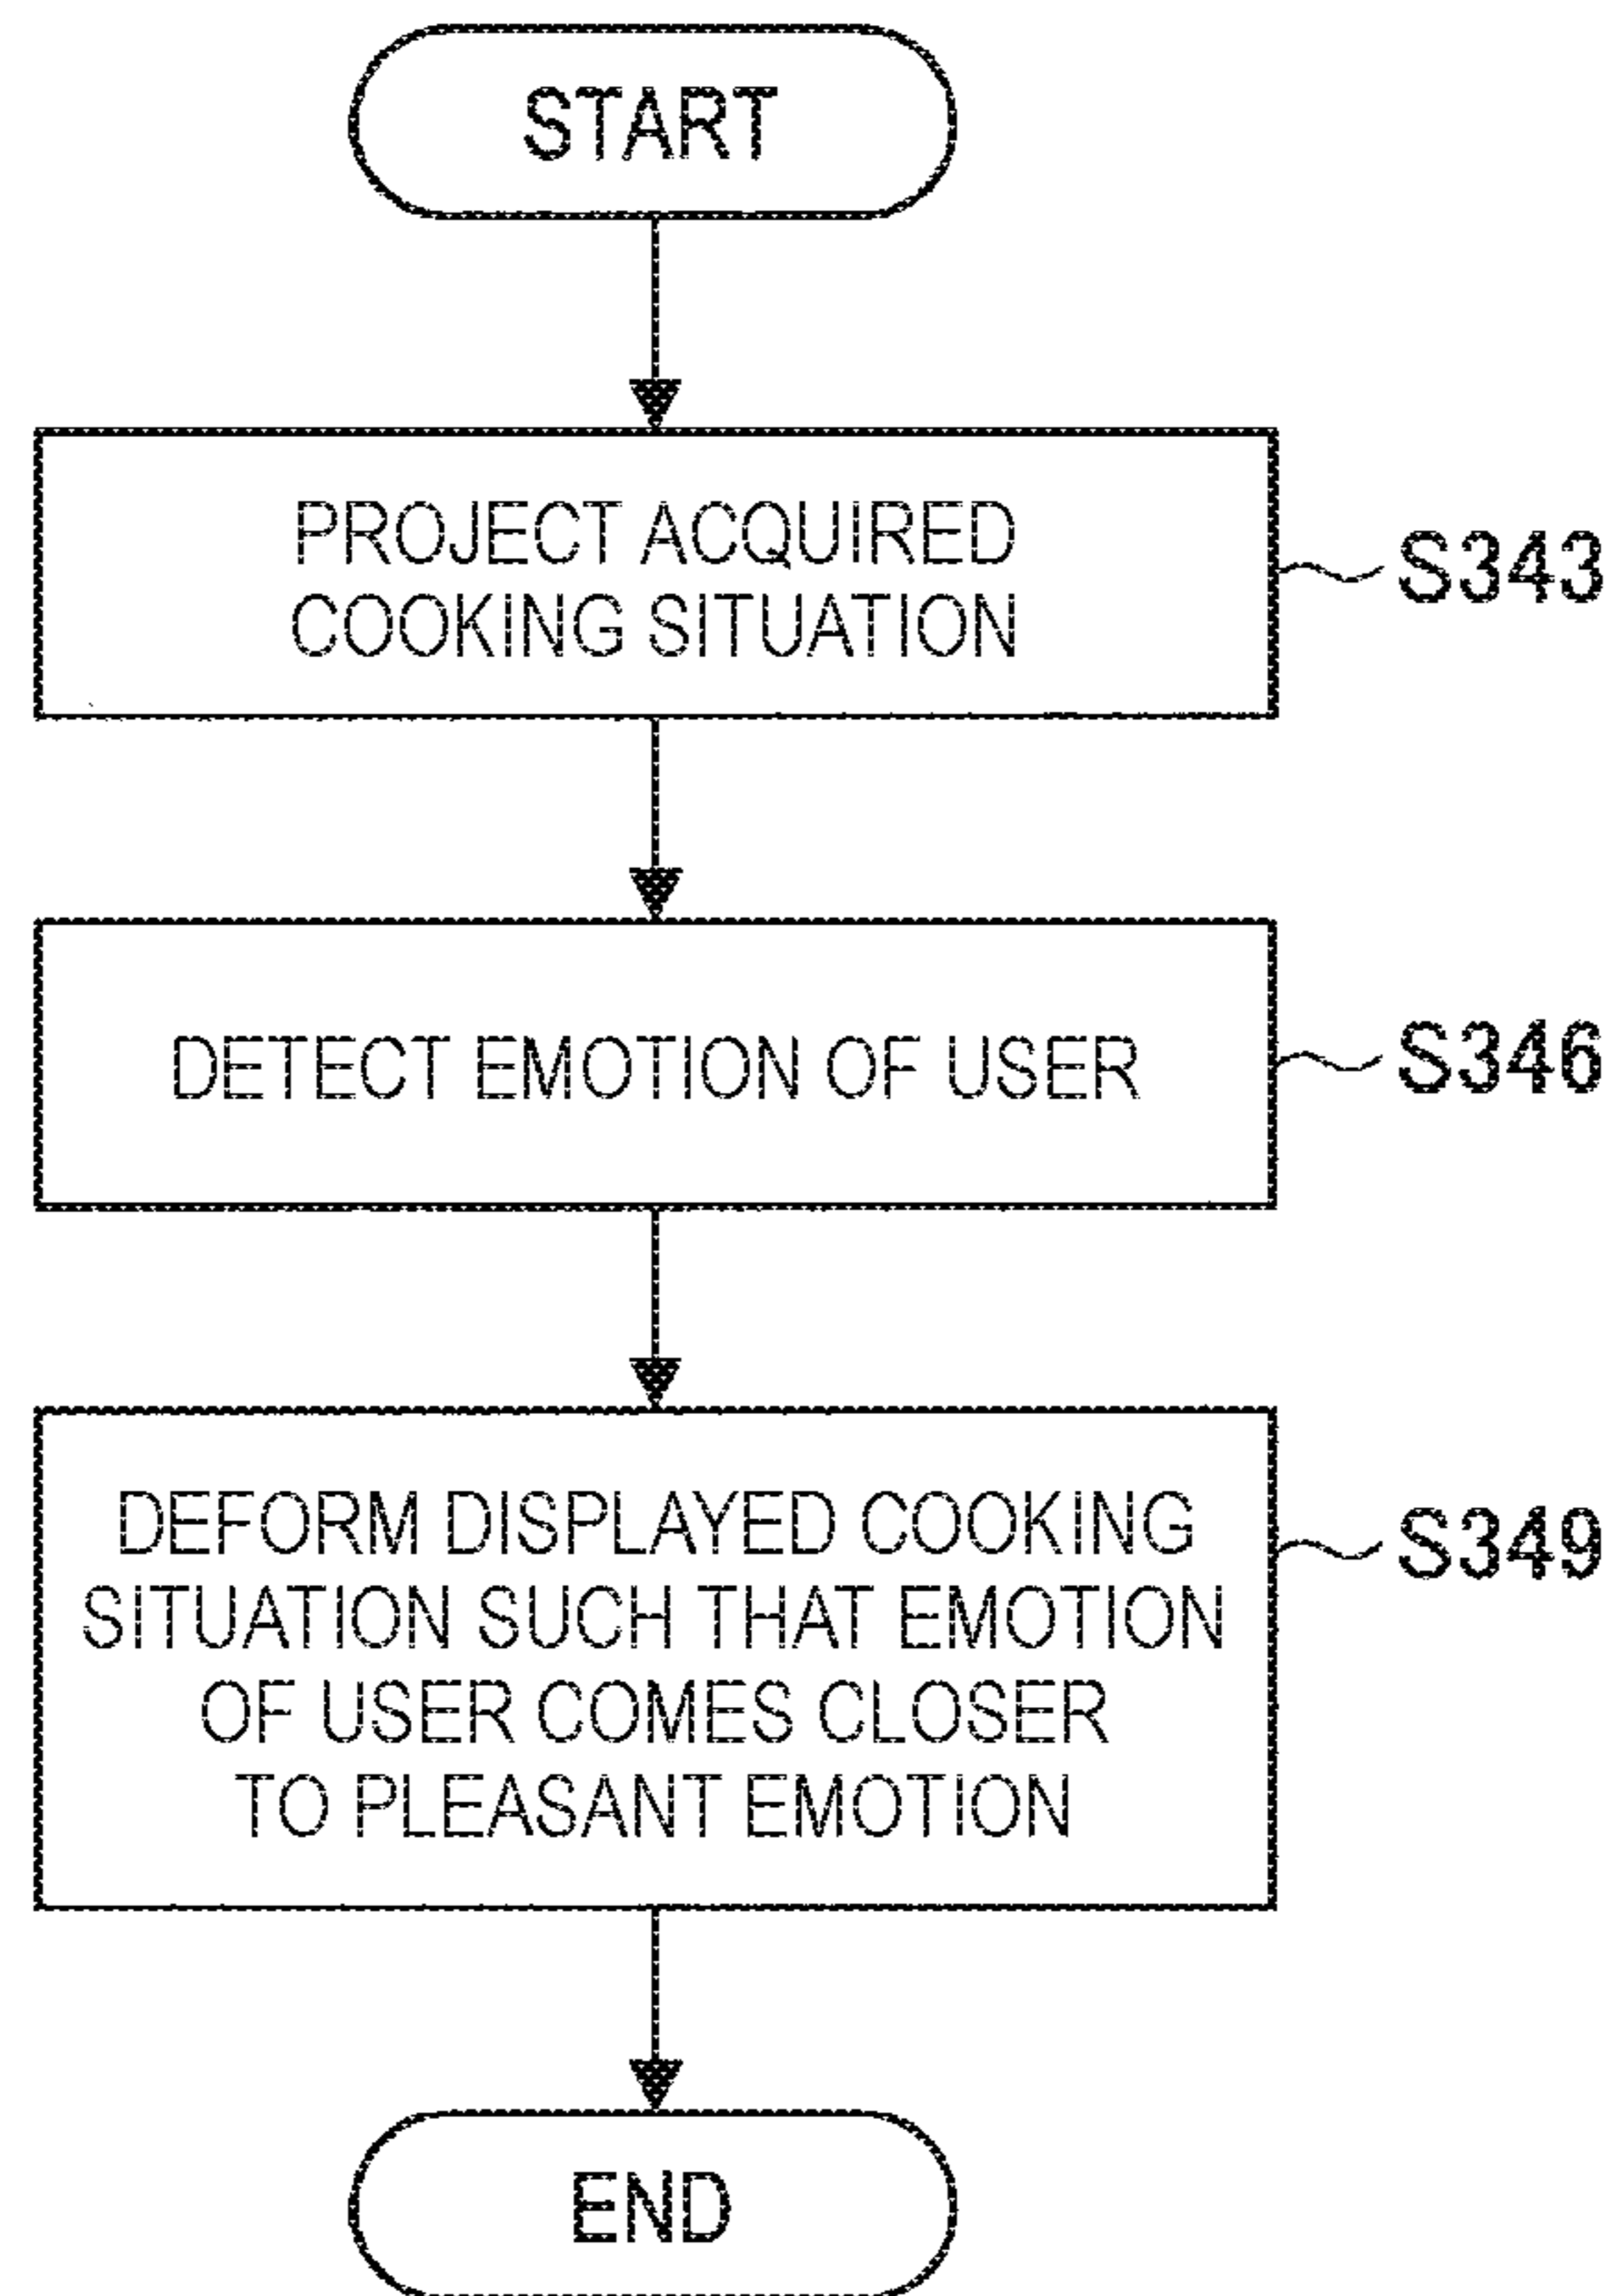 START
PROJECT ACQUIRED
COOKING SITUATION
S343
DETECT EMOTION OF USER
S346
DEFORM DISPLAYED COOKING
SITUATION SUCH THAT EMOTION
OF USER COMES CLOSER
TO PLEASANT EMOTION
S349
END